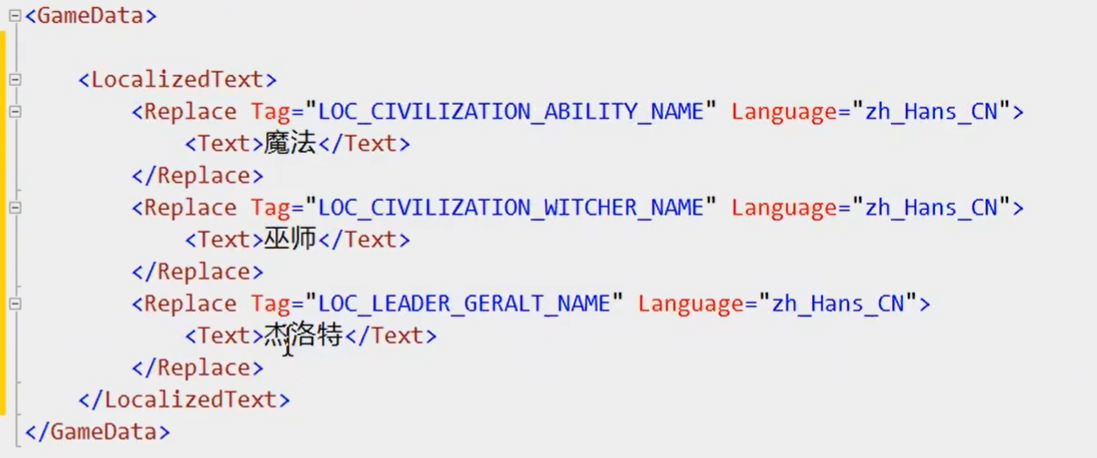 <GameData>
<LocalizedText>
<Replace Tag="LOC_CIVILIZATION_ABILITY_NAME" Language="zh_Hans_CN">
<Text>魔法</Text>
</Replace>
<Replace Tag="LOC_CIVILIZATION_WITCHER_NAME" Language="zh_Hans_CN">
<Text>巫师</Text>
</Replace>
<Replace Tag="LOC_LEADER_GERALT_NAME" Language="zh_Hans_CN">
<Text>杰洛特</Text>
</Replace>
</LocalizedText>
</GameData>